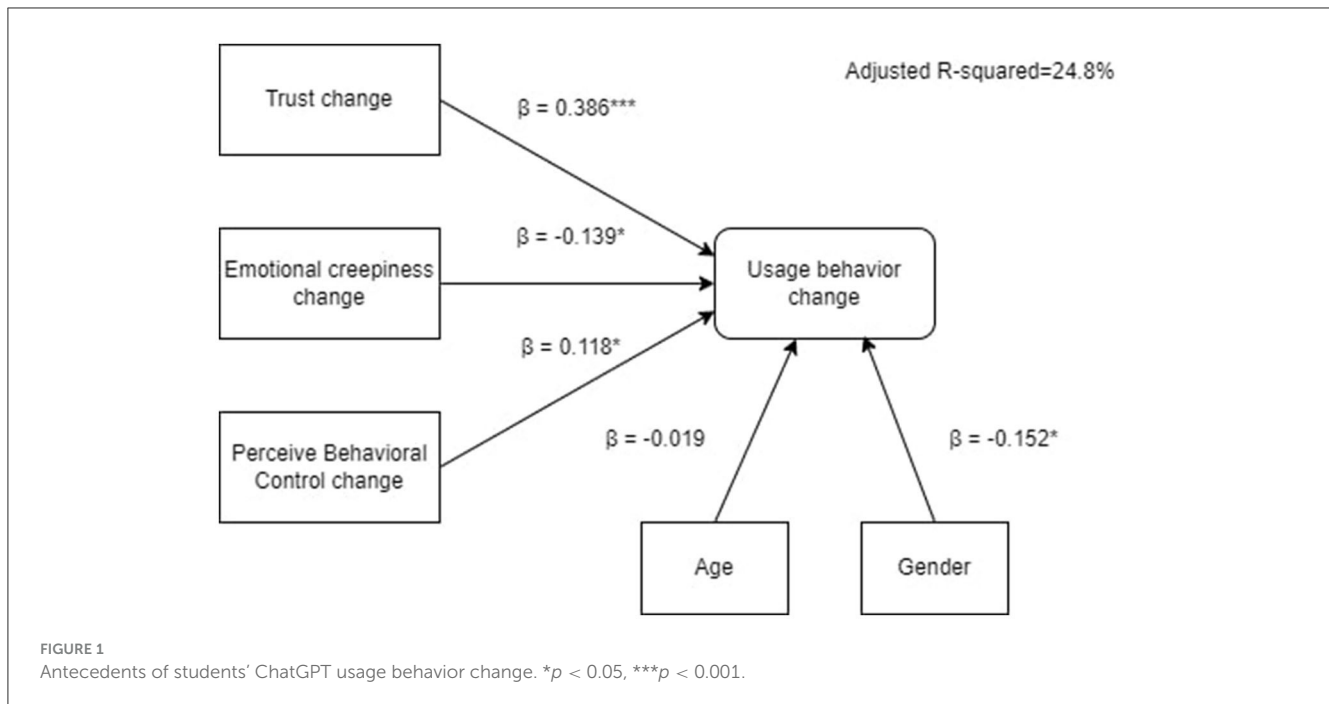 Trust change
Adjusted R-squared=24.8%
β = 0.386***
β = -0.139*
Emotional creepiness
change
Usage behavior
change
β = 0.118*
Perceive Behavioral
Control change
β = -0.019
β = -0.152*
Age
Gender
FIGURE 1
Antecedents of students’ ChatGPT usage behavior change. *p < 0.05, ***p < 0.001.